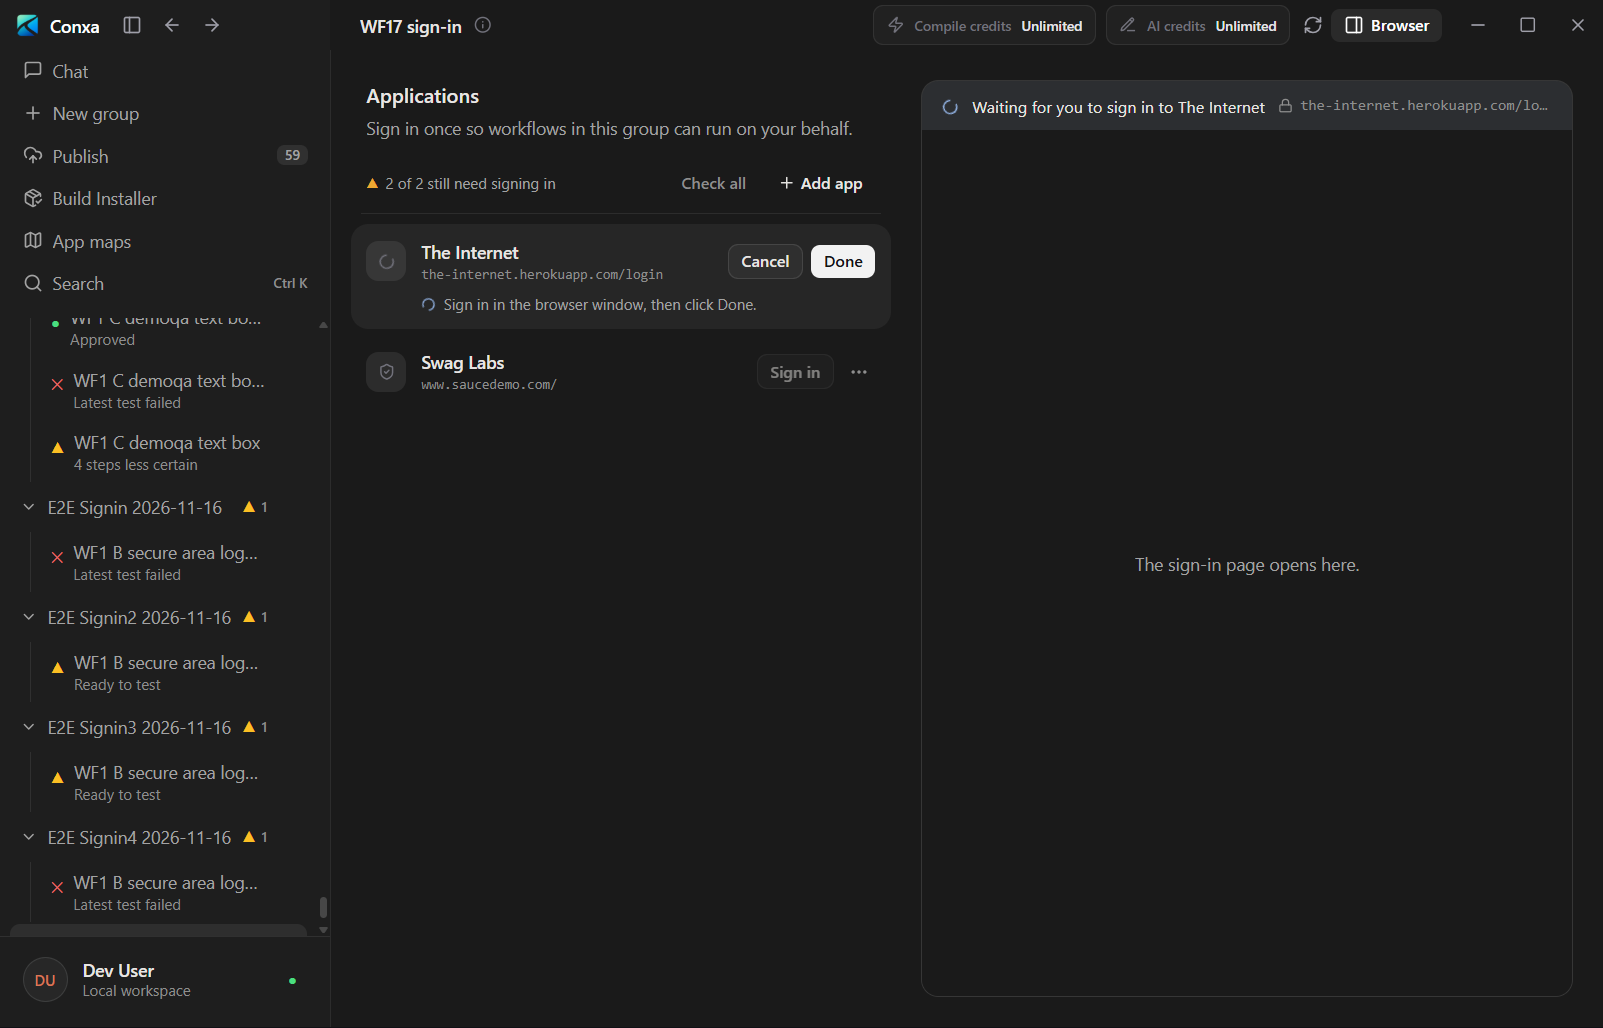 Conxa
WF17 sign-in
Compile credits Unlimited
AI credits Unlimited
Browser
Chat
New group
Publish 59
Build Installer
App maps
Search Ctrl K
WF1 C demoqa text bo...
Approved
WF1 C demoqa text bo...
Latest test failed
WF1 C demoqa text box
4 steps less certain
E2E Signin 2026-11-16 1
WF1 B secure area log...
Latest test failed
E2E Signin2 2026-11-16 1
WF1 B secure area log...
Ready to test
E2E Signin3 2026-11-16 1
WF1 B secure area log...
Ready to test
E2E Signin4 2026-11-16 1
WF1 B secure area log...
Latest test failed
DU
Dev User
Local workspace
Applications
Sign in once so workflows in this group can run on your behalf.
2 of 2 still need signing in
Check all
Add app
The Internet
the-internet.herokuapp.com/login
Cancel
Done
Sign in in the browser window, then click Done.
Swag Labs
www.saucedemo.com/
Sign in
Waiting for you to sign in to The Internet the-internet.herokuapp.com/lo...
The sign-in page opens here.